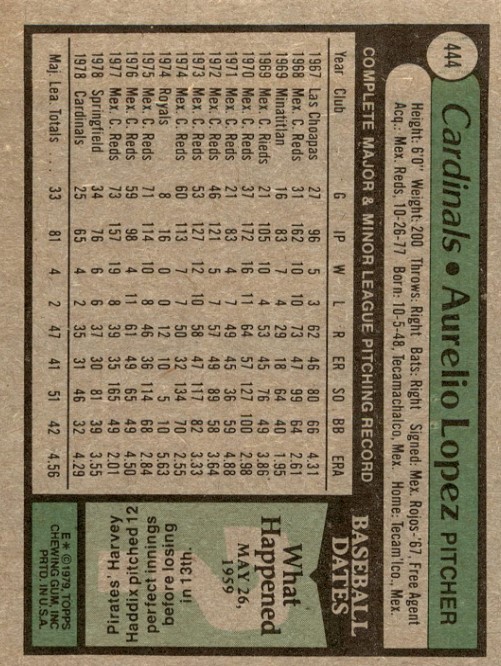 444
Cardinals • Aurelio Lopez PITCHER
Height: 6'0" Weight: 200 Throws: Right Bats: Right Signed: Mex. Rojos-'67, Free Agent
Acq.: Mex. Reds, 10-26-77 Born: 10-5-48, Tecamachalco, Mex. Home: Tecam'lco., Mex.
COMPLETE MAJOR & MINOR LEAGUE PITCHING RECORD
Year Club G IP W L R ER SO BB ERA
1967 Las Choapas 27 96 5 3 62 46 80 66 4.31
1968 Mex. C. Reds 31 162 10 10 73 47 99 64 2.61
1969 Minatitlan 16 83 7 4 29 18 64 40 1.95
1969 Mex. C. Rieds 21 105 10 4 53 45 76 49 3.86
1970 Mex. C. Reds 37 172 16 11 64 57 127 100 2.98
1971 Mex. C. Reds 21 83 4 7 49 45 36 59 4.88
1972 Mex. C. Reds 46 121 5 7 57 49 89 58 3.64
1973 Mex. C. Reds 53 127 12 10 58 47 117 82 3.33
1974 Mex. C. Reds 60 113 7 7 50 32 134 70 2.55
1974 Royals 8 16 0 0 12 10 5 10 5.63
1975 Mex. C. Reds 71 114 10 8 46 36 114 68 2.84
1976 Mex. C. Reds 59 98 4 11 61 49 65 49 4.50
1977 Mex. C. Reds 73 157 19 8 39 35 165 49 2.01
1978 Springfield 34 76 6 6 37 30 81 39 3.55
1978 Cardinals 25 65 4 2 35 31 46 32 4.29
Maj. Lea. Totals ... 33 81 4 2 47 41 51 42 4.56
BASEBALL
DATES
What
Happened
MAY 26,
1959
Pirates' Harvey
Haddix pitched 12
perfect innings
before losing
in 13th.
E* ©1979, TOPPS
CHEWING GUM, INC
PRTD. IN U.S.A.